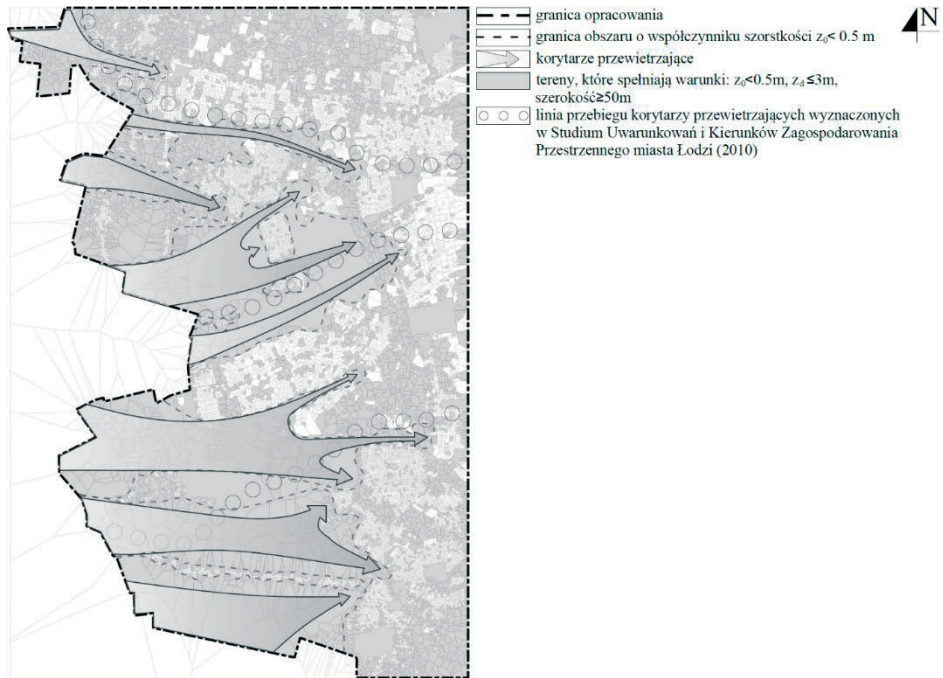 granica opracowania
granica obszaru o współczynniku szorstkości z₀< 0.5 m
korytarze przewietrzające
tereny, które spełniają warunki: z₀<0.5m, zd ≤3m,
szerokość≥50m
linia przebiegu korytarzy przewietrzających wyznaczonych
w Studium Uwarunkowań i Kierunków Zagospodarowania
Przestrzennego miasta Łodzi (2010)
N